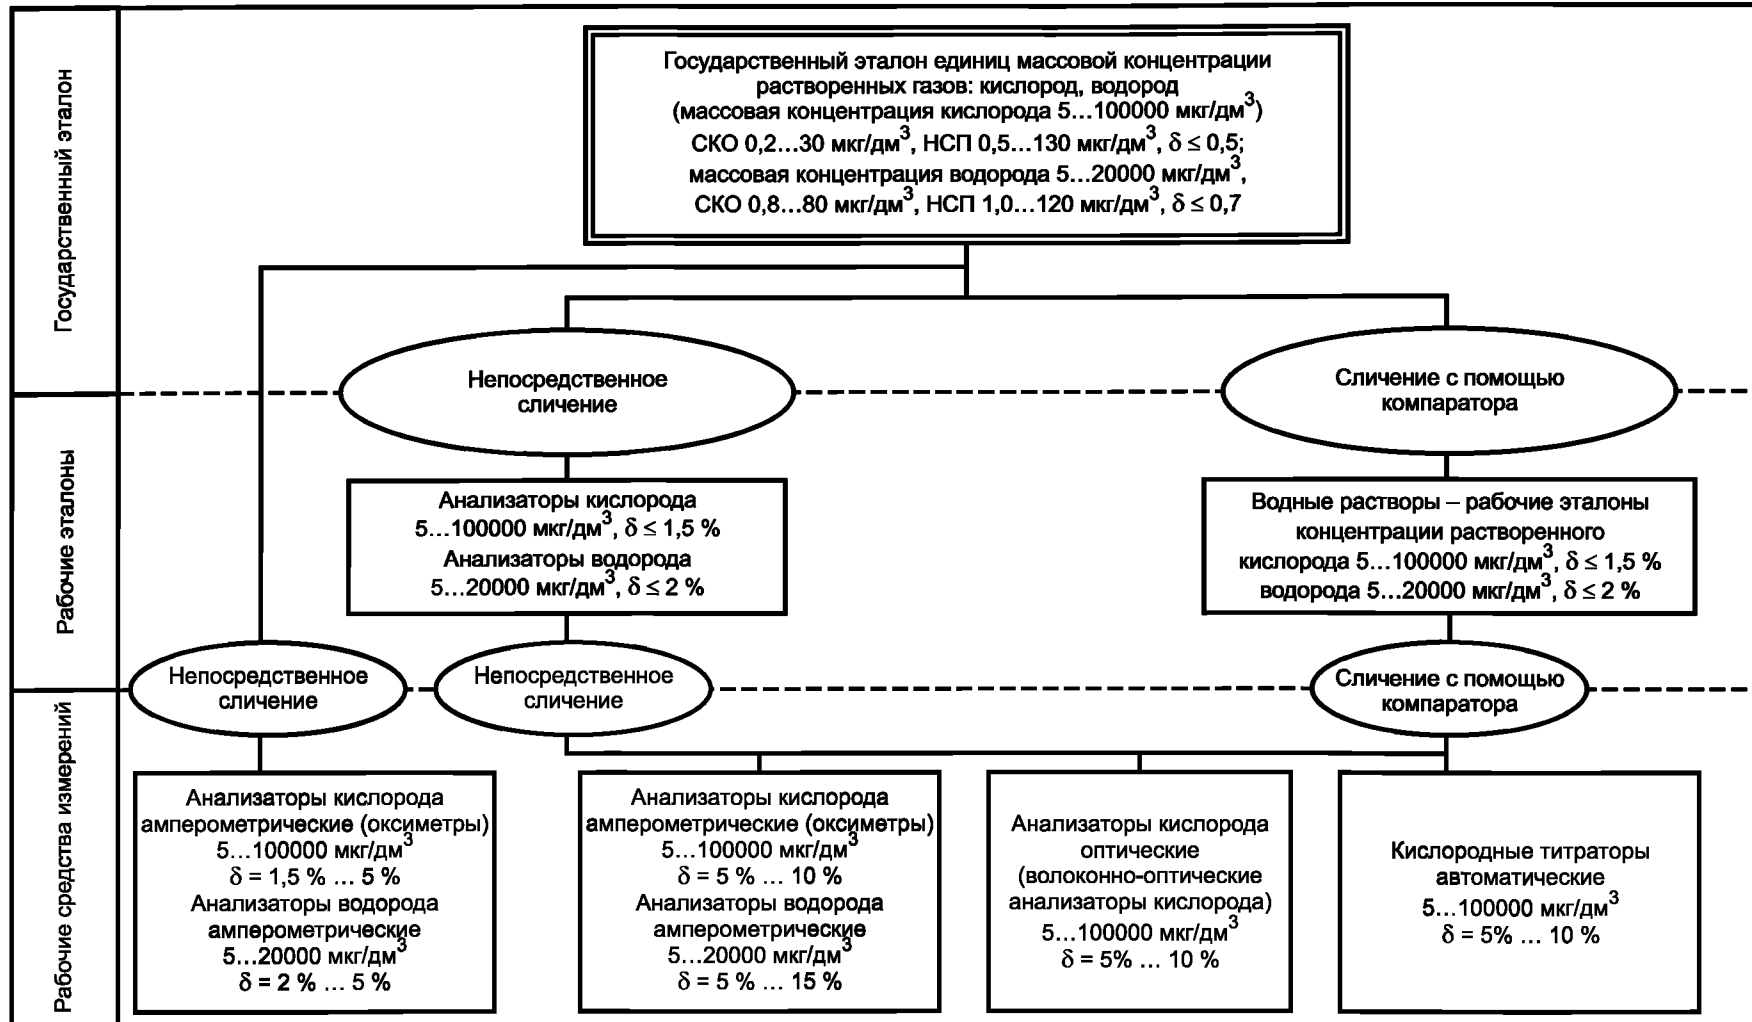 Государственный эталон
Государственный эталон единиц массовой концентрации
растворенных газов: кислород, водород
(массовая концентрация кислорода 5...100000 мкг/дм³)
СКО 0,2...30 мкг/дм³, НСП 0,5...130 мкг/дм³, δ ≤ 0,5;
массовая концентрация водорода 5...20000 мкг/дм³,
СКО 0,8...80 мкг/дм³, НСП 1,0...120 мкг/дм³, δ ≤ 0,7
Непосредственное
сличение
Сличение с помощью
компаратора
Рабочие эталоны
Анализаторы кислорода
5...100000 мкг/дм³, δ ≤ 1,5 %
Анализаторы водорода
5...20000 мкг/дм³, δ ≤ 2 %
Водные растворы – рабочие эталоны
концентрации растворенного
кислорода 5...100000 мкг/дм³, δ ≤ 1,5 %
водорода 5...20000 мкг/дм³, δ ≤ 2 %
Непосредственное
сличение
Непосредственное
сличение
Сличение с помощью
компаратора
Рабочие средства измерений
Анализаторы кислорода
амперометрические (оксиметры)
5...100000 мкг/дм³
δ = 1,5 % ... 5 %
Анализаторы водорода
амперометрические
5...20000 мкг/дм³
δ = 2 % ... 5 %
Анализаторы кислорода
амперометрические (оксиметры)
5...100000 мкг/дм³
δ = 5 % ... 10 %
Анализаторы водорода
амперометрические
5...20000 мкг/дм³
δ = 5 % ... 15 %
Анализаторы кислорода
оптические
(волоконно-оптические
анализаторы кислорода)
5...100000 мкг/дм³
δ = 5% ... 10 %
Кислородные титраторы
автоматические
5...100000 мкг/дм³
δ = 5% ... 10 %